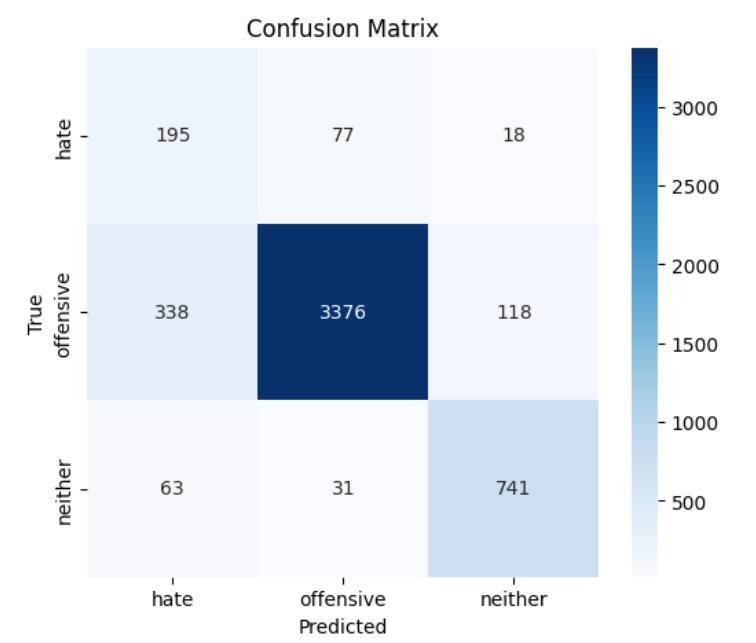 Confusion Matrix
hate
195 77 18
3000
2500
True
offensive
338 3376 118
2000
1500
1000
neither
63 31 741
500
hate offensive neither
Predicted